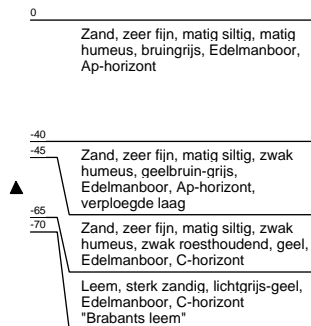 0
Zand, zeer fijn, matig siltig, matig
humeus, bruingrijs, Edelmanboor,
Ap-horizont
-40
-45
Zand, zeer fijn, matig siltig, zwak
humeus, geelbruin-grijs,
Edelmanboor, Ap-horizont,
verploegde laag
-65
Zand, zeer fijn, matig siltig, zwak
-70
humeus, zwak roesthoudend, geel,
Edelmanboor, C-horizont
Leem, sterk zandig, lichtgrijs-geel,
Edelmanboor, C-horizont
"Brabants leem"